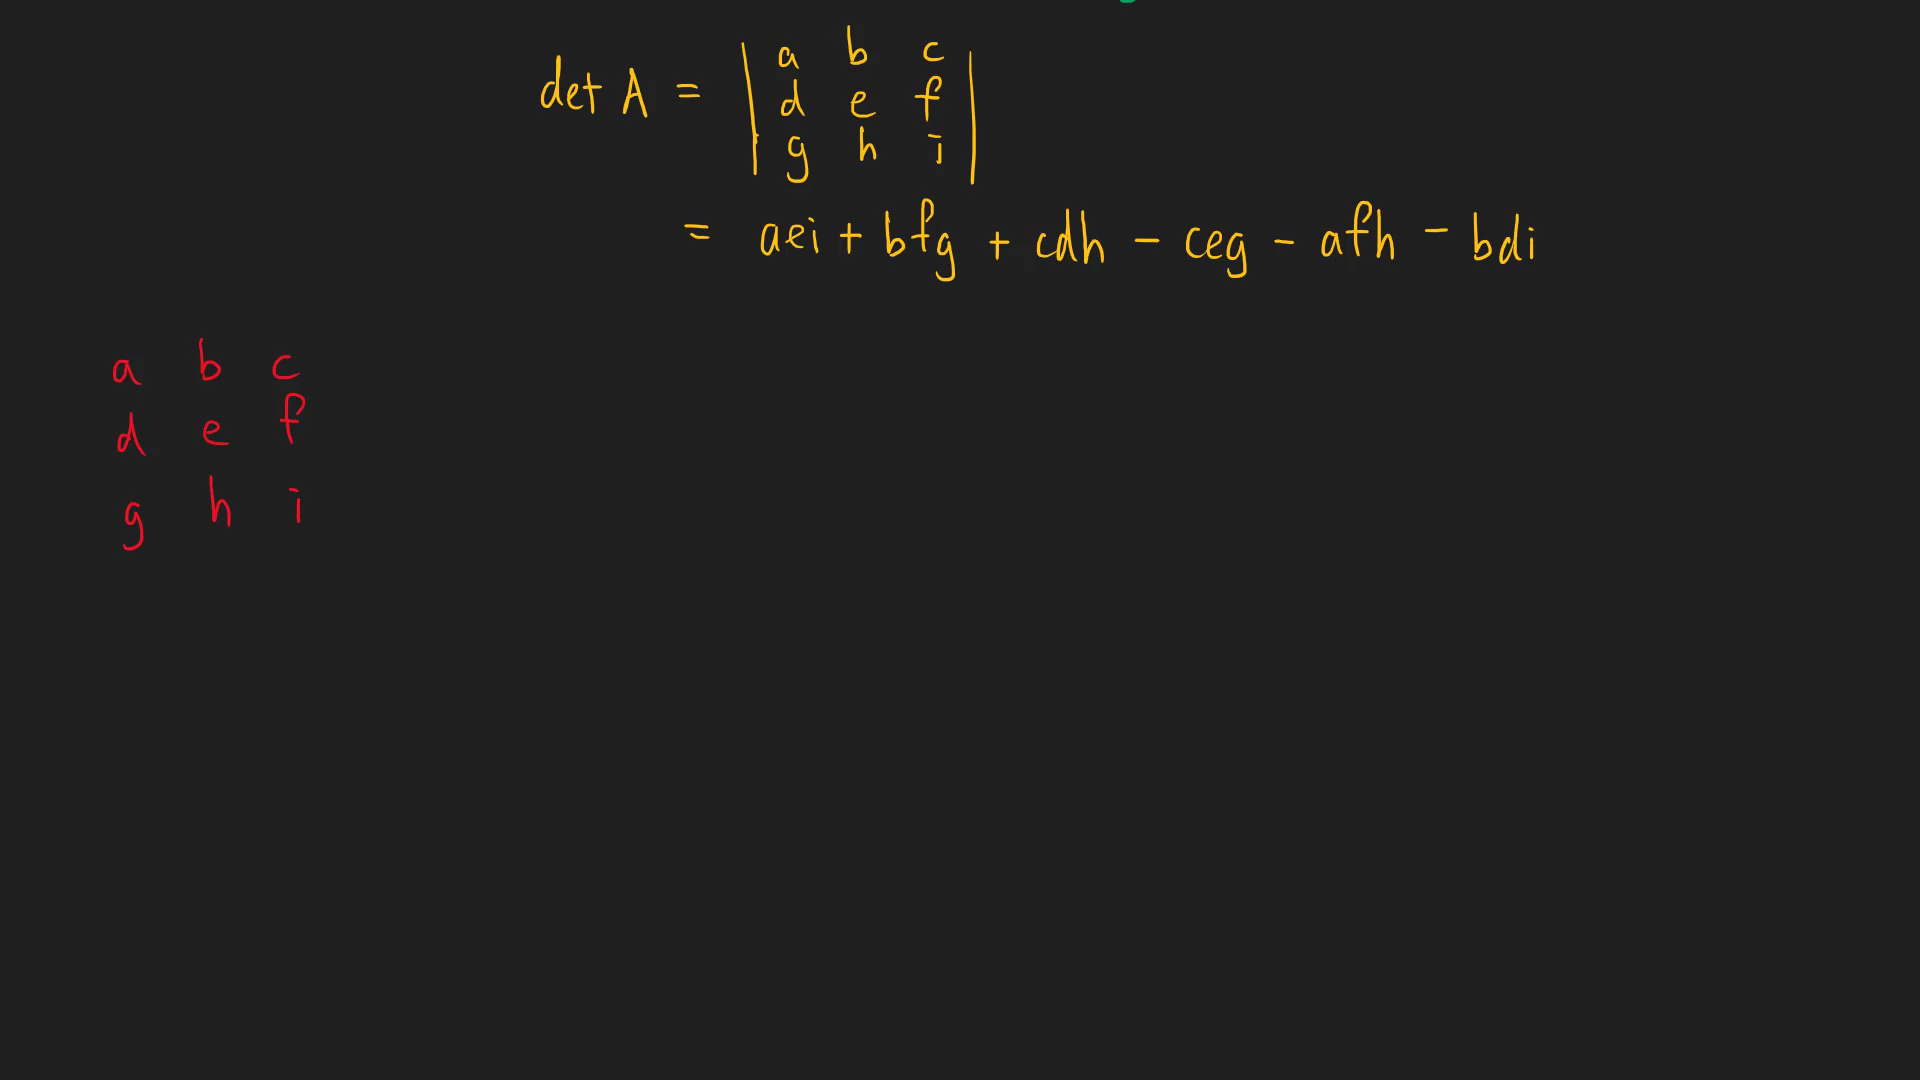 det A = | a b c |
| d e f |
| g h i |
= aei + bfg + cdh - ceg - afh - bdi
a b c
d e f
g h i